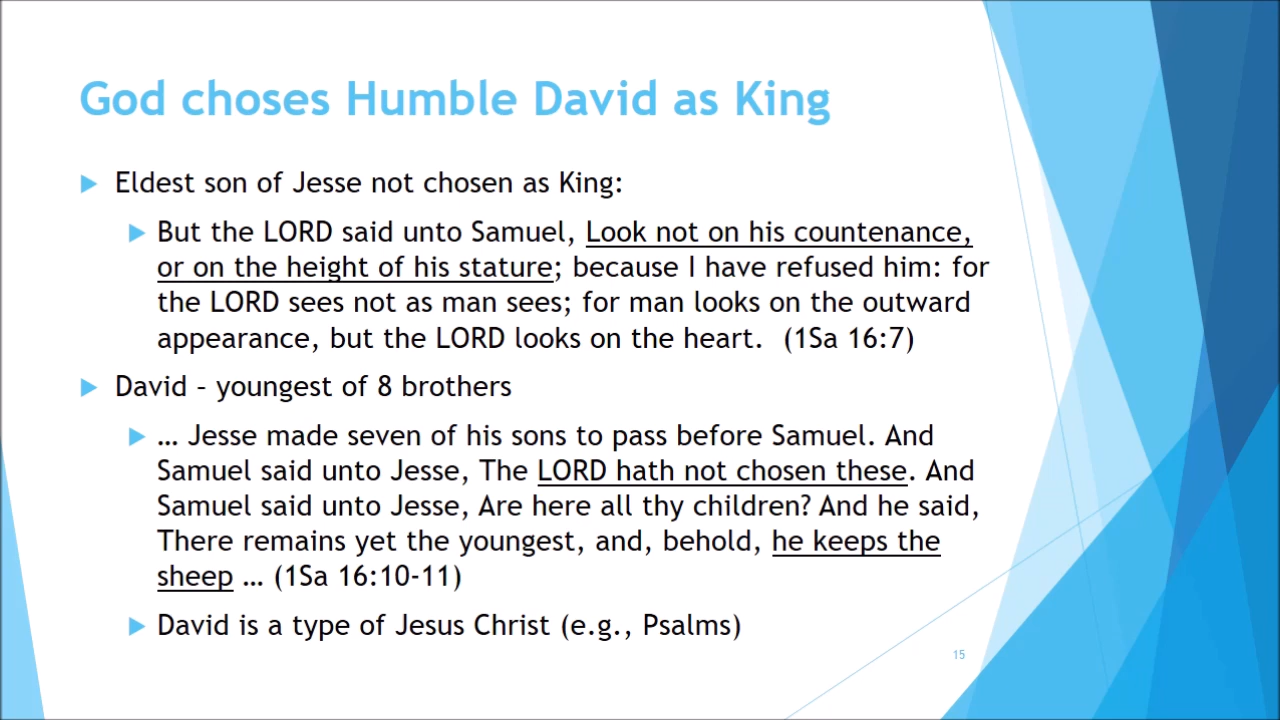 God choses Humble David as King
Eldest son of Jesse not chosen as King:
But the LORD said unto Samuel, Look not on his countenance,
or on the height of his stature; because I have refused him: for
the LORD sees not as man sees; for man looks on the outward
appearance, but the LORD looks on the heart. (1Sa 16:7)
David – youngest of 8 brothers
… Jesse made seven of his sons to pass before Samuel. And
Samuel said unto Jesse, The LORD hath not chosen these. And
Samuel said unto Jesse, Are here all thy children? And he said,
There remains yet the youngest, and, behold, he keeps the
sheep … (1Sa 16:10-11)
David is a type of Jesus Christ (e.g., Psalms)
15